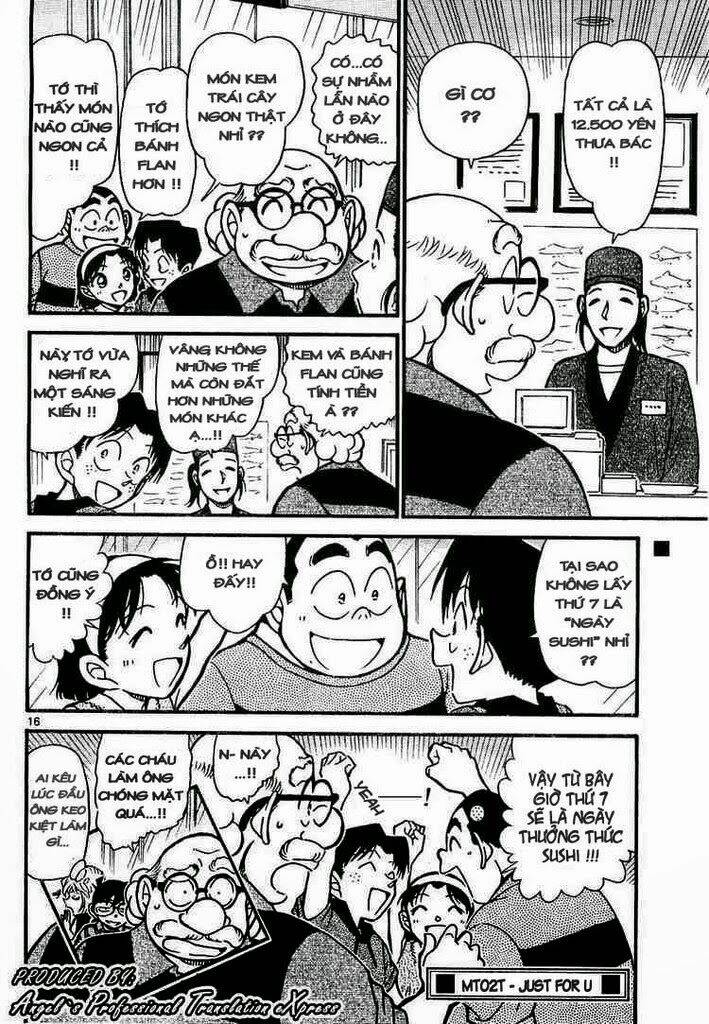 TẤT CẢ LÀ
12.500 YÊN
THƯA BÁC
!!
GÌ CƠ
??
CÓ...CÓ
SỰ NHẦM
LẪN NÀO
Ở ĐÂY
KHÔNG..
MÓN KEM
TRÁI CÂY
NGON THẬT
NHỈ ??
TỚ
THÍCH
BÁNH
FLAN
HƠN !!
TỚ THÌ
THẤY MÓN
NÀO CŨNG
NGON CẢ
!!
KEM VÀ BÁNH
FLAN CŨNG
TÍNH TIỀN
À ??
VÂNG KHÔNG
NHỮNG THẾ
MÀ CÒN ĐẮT
HƠN NHỮNG
MÓN KHÁC
Ạ...!!
NÀY TỚ VỪA
NGHĨ RA
MỘT SÁNG
KIẾN !!
TẠI SAO
KHÔNG LẤY
THỨ 7 LÀ
"NGÀY
SUSHI" NHỈ
??
Ồ!! HAY
ĐẤY!!
TỚ CŨNG
ĐỒNG Ý
!!
16
VẬY TỪ BÂY
GIỜ THỨ 7
SẼ LÀ NGÀY
THƯỞNG THỨC
SUSHI !!!
YEAH
!
N- NÀY
...!!
CÁC CHÁU
LÀM ÔNG
CHÓNG MẶT
QUÁ...!!
AI KÊU
LÚC ĐẦU
ÔNG KEO
KIỆT LÀM
GÌ...
PRODUCED BY:
Angel's Professional Translation eXpress
MT02T - JUST FOR U